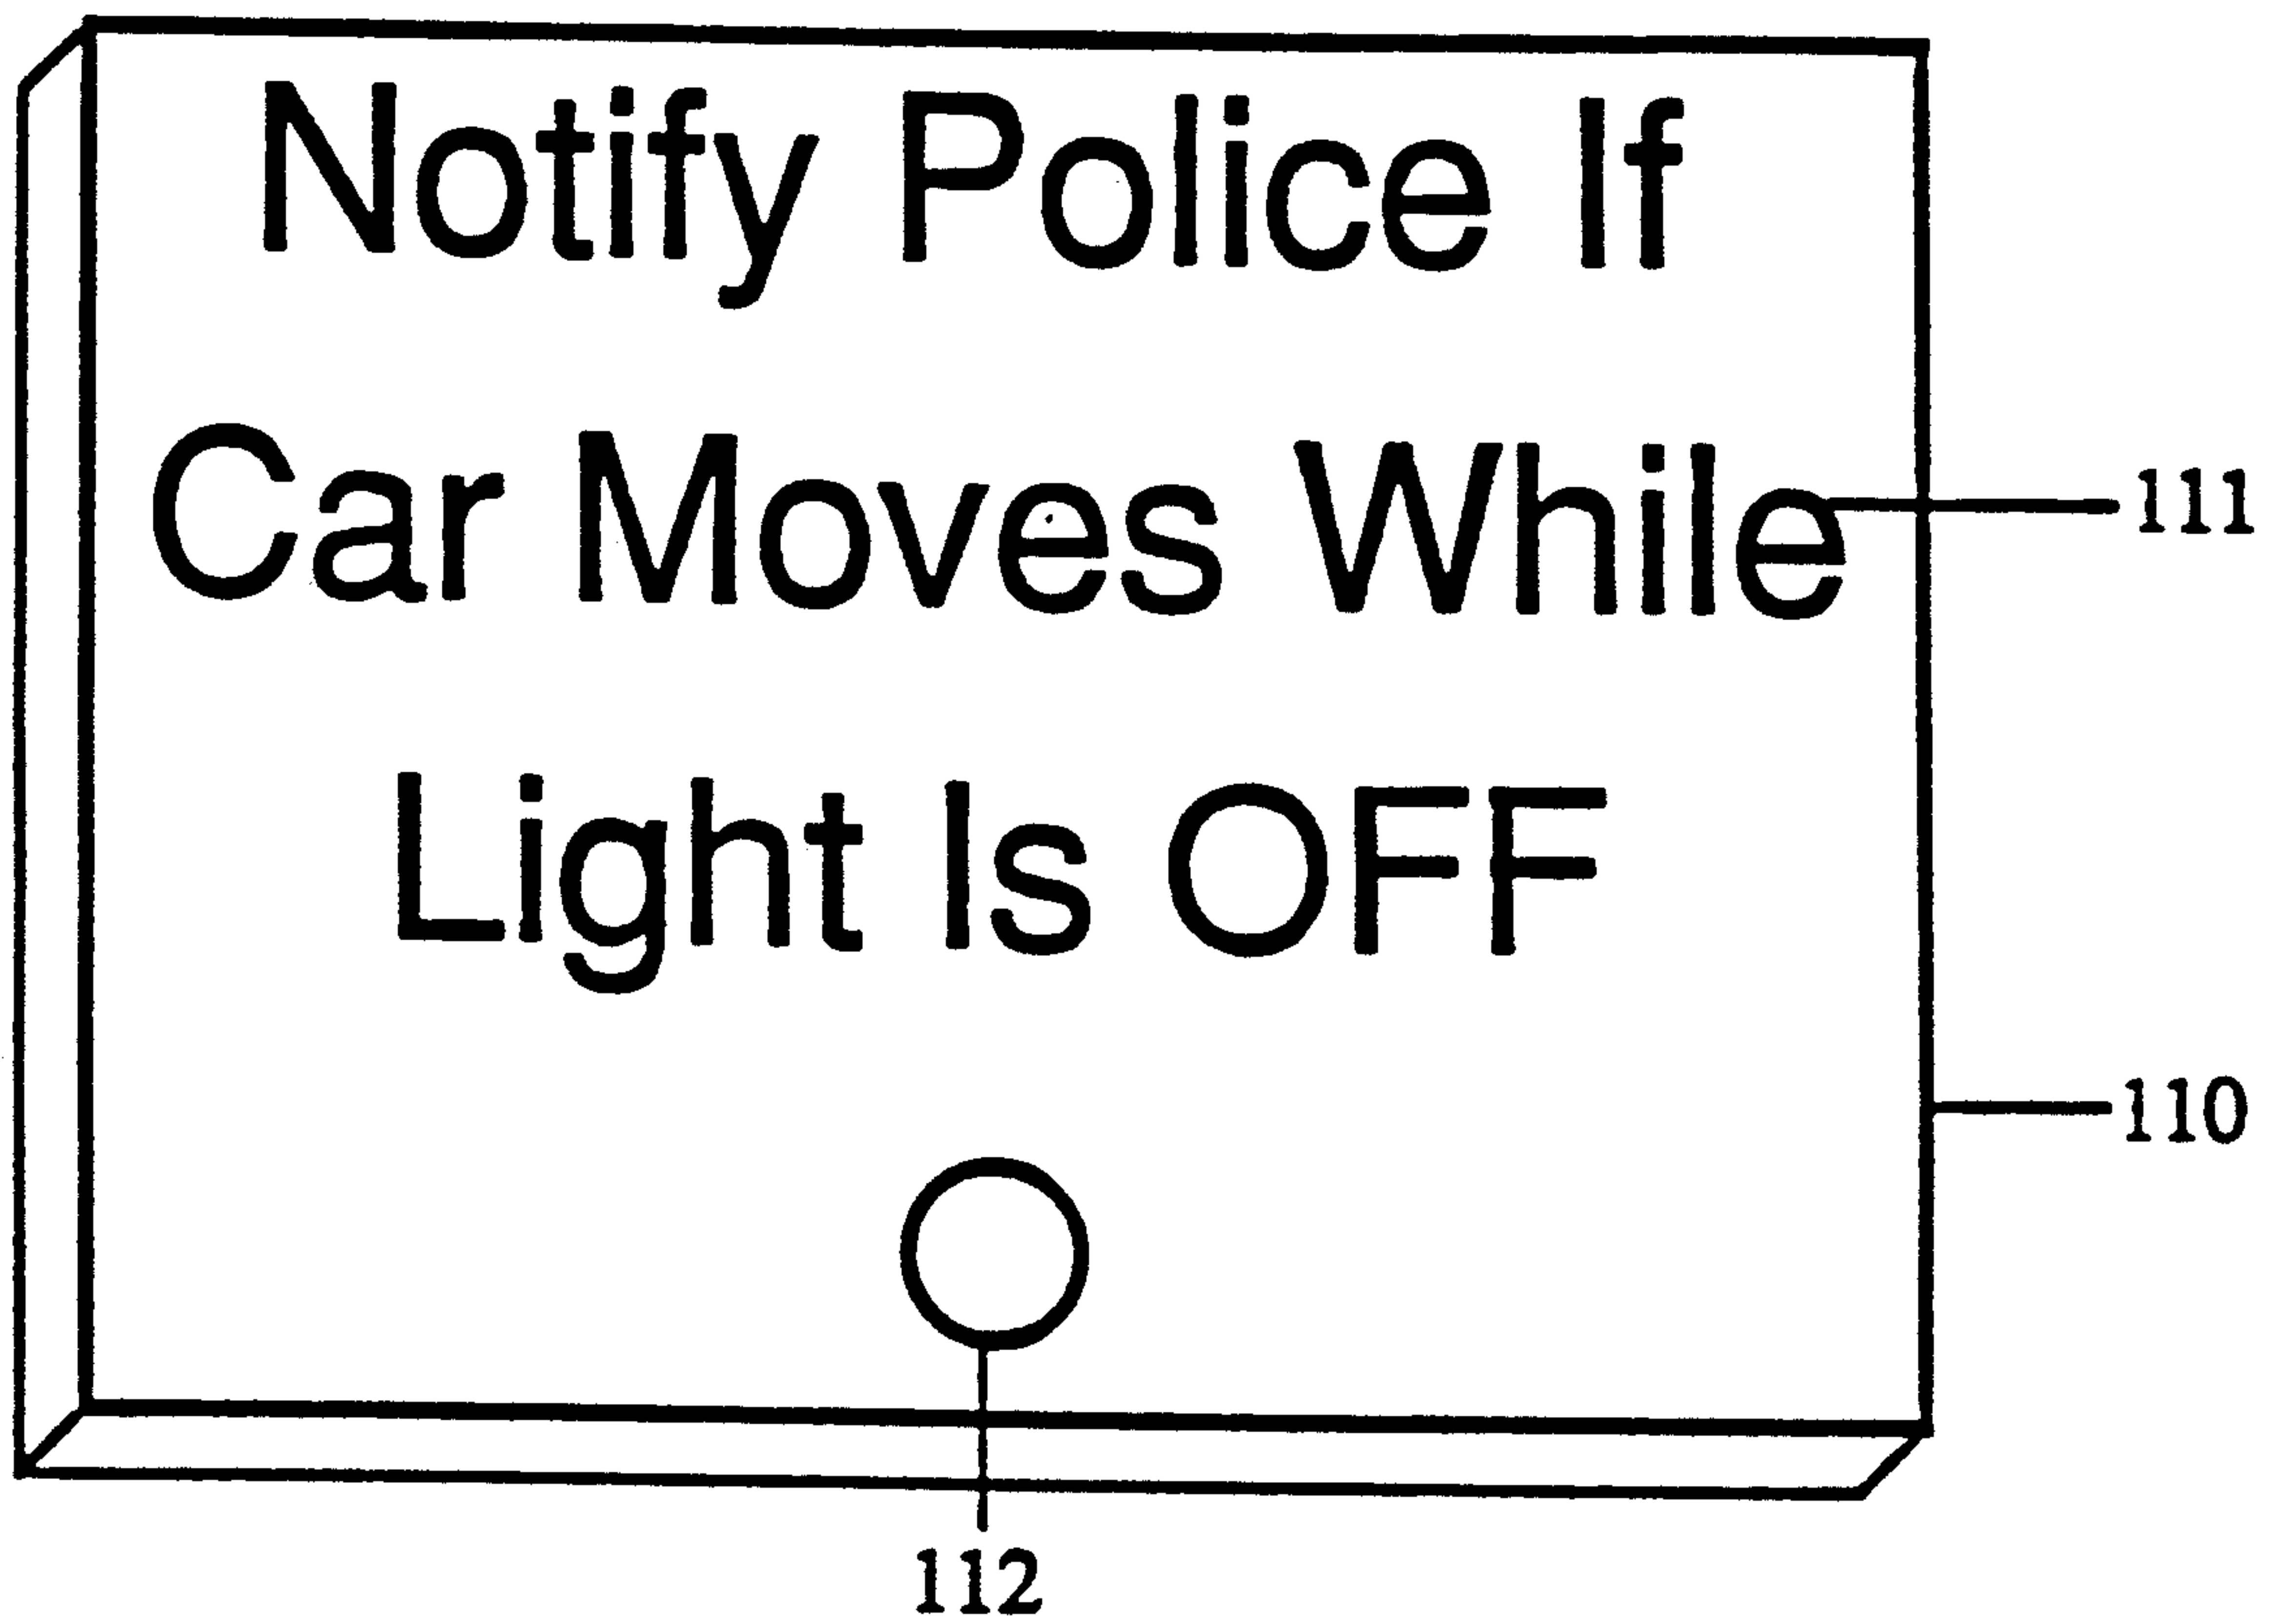 Notify Police If
Car Moves While
111
Light Is OFF
110
112